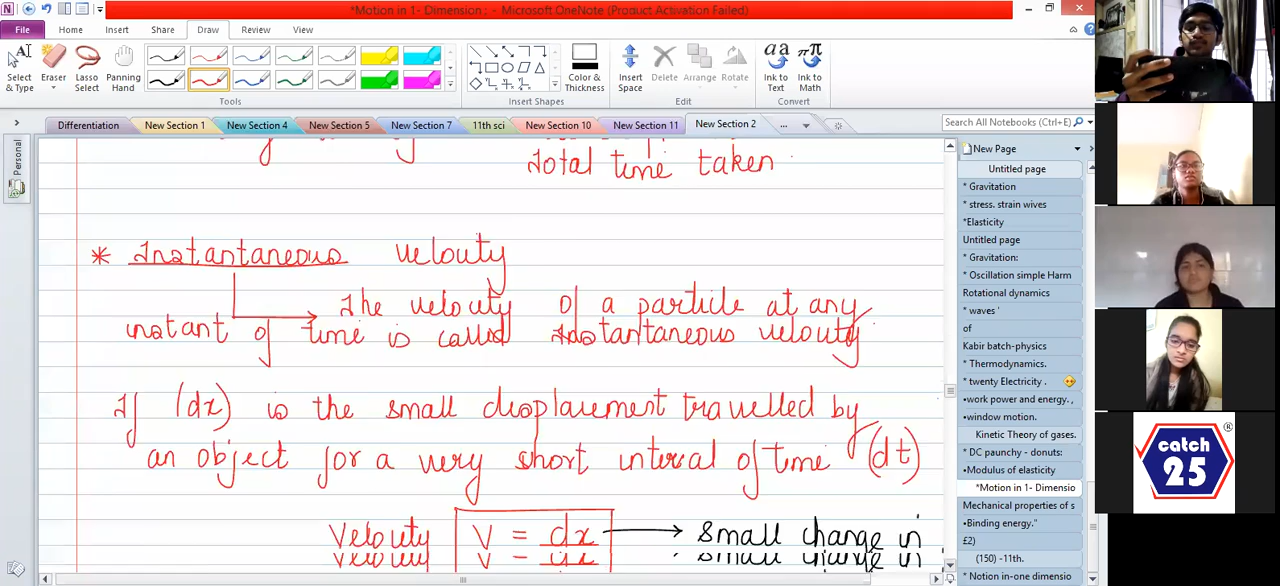 *Motion in 1- Dimension : - Microsoft OneNote (Product Activation Failed)
File Home Insert Share Draw Review View
Select & Type
Eraser
Lasso Select
Panning Hand
Color & Thickness
Insert Space
Delete
Arrange
Rotate
Ink to Text
Ink to Math
Tools
Insert Shapes
Edit
Convert
Differentiation New Section 1 New Section 4 New Section 5 New Section 7 11th sci New Section 10 New Section 11 New Section 2 ...
Search All Notebooks (Ctrl+E)
Personal
Total time taken
* Instantaneous velocity
The velocity of a particle at any
instant of time is called Instantaneous velocity
If (dx) is the small displacement travelled by
an object for a very short interval of time (dt)
Velocity V = dx → Small change in
New Page
Untitled page
* Gravitation
* stress. strain wives
*Elasticity
Untitled page
* Gravitation:
* Oscillation simple Harm
Rotational dynamics
* waves '
of
Kabir batch-physics
* Thermodynamics.
* twenty Electricity .
•work power and energy. ,
•window motion.
Kinetic Theory of gases.
* DC paunchy - donuts:
•Modulus of elasticity
*Motion in 1- Dimensio
Mechanical properties of s
•Binding energy."
£2)
(150) -11th.
* Notion in-one dimensio
catch
25
®